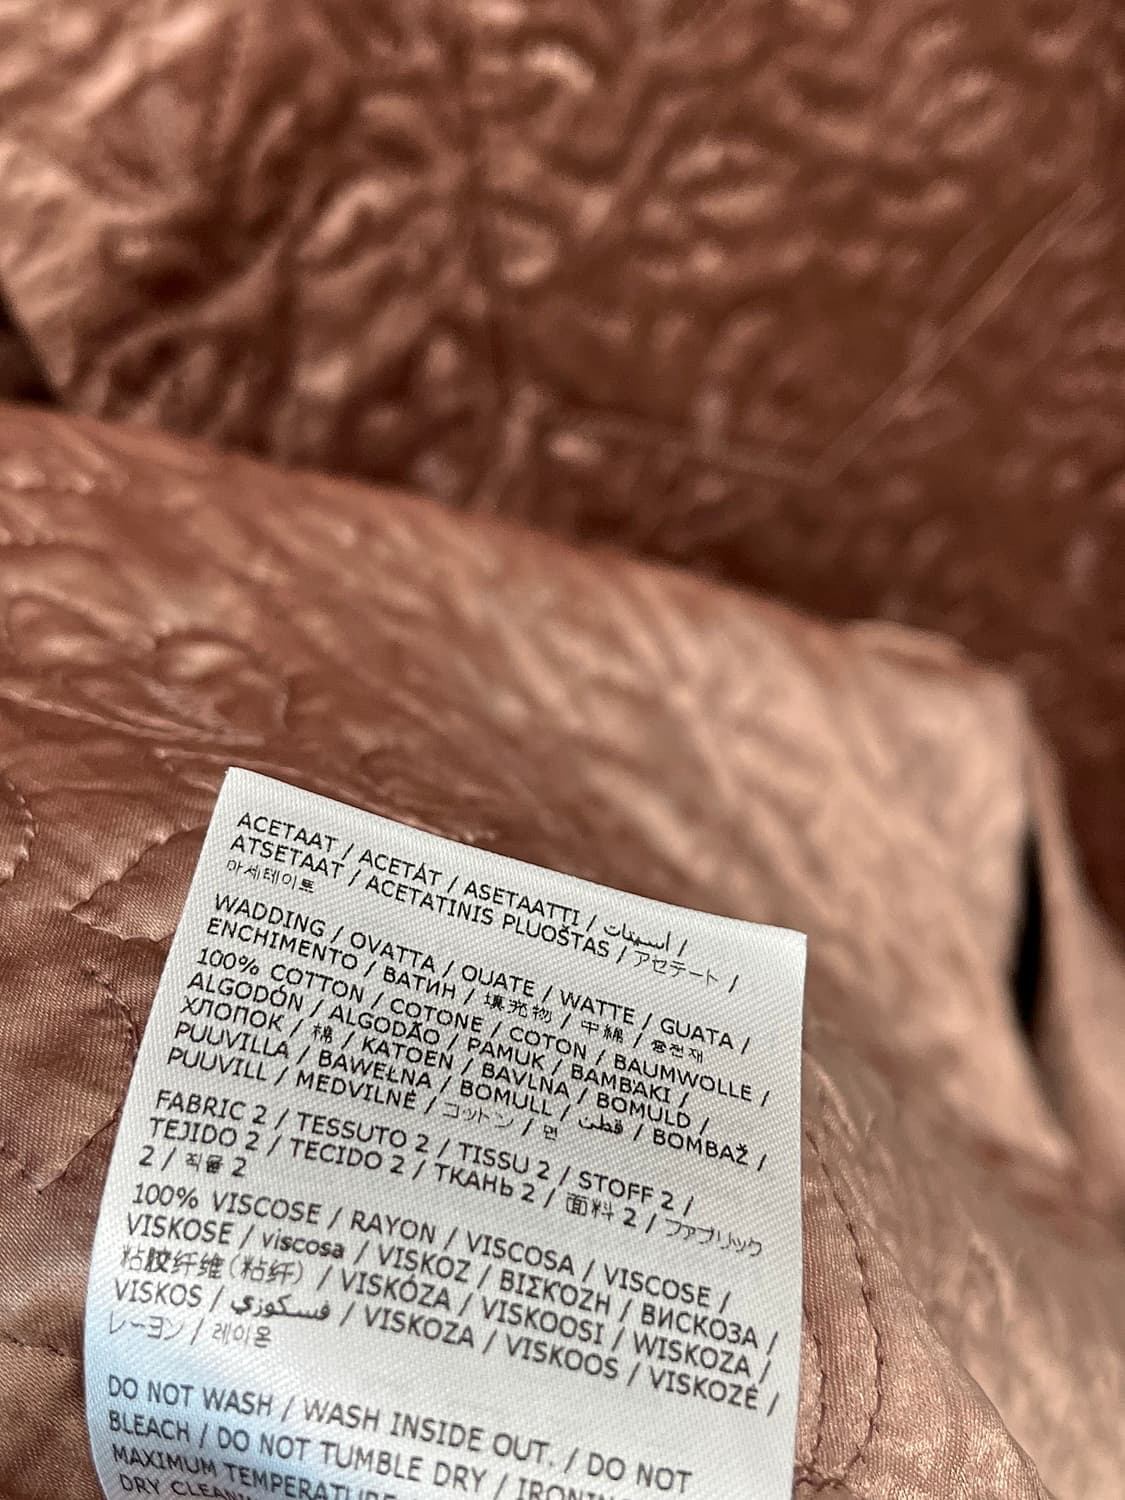 ACETAAT / ACETÁT / ASETAATTI / أسيتات /
ATSETAAT / ACETATINIS PLUOŠTAS / アセテート /
아세테이트
WADDING / OVATTA / OUATE / WATTE / GUATA /
ENCHIMENTO / ВАТИН / 填充物 / 中綿 / 충전재
100% COTTON / COTONE / COTON / BAUMWOLLE /
ALGODÓN / ALGODÃO / PAMUK / ΒΑΜΒΑΚΙ /
ХЛОПОК / 棉 / KATOEN / BAVLNA / BOMULD /
PUUVILLA / BAWEŁNA / BOMULL / قطن / BOMBAŽ /
PUUVILL / MEDVILNĖ / コットン / 면
FABRIC 2 / TESSUTO 2 / TISSU 2 / STOFF 2 /
TEJIDO 2 / TECIDO 2 / ТКАНЬ 2 / 面料 2 / ファブリック
2 / 직물 2
100% VISCOSE / RAYON / VISCOSA / VISCOSE /
VISKOSE / viscosa / VISKOZ / ΒΙΣΚΟΖΗ / ВИСКОЗА /
粘胶纤维(粘纤) / VISKÓZA / VISKOOSI / WISKOZA /
VISKOS / فسكوزي / VISKOZA / VISKOOS / VISKOZĖ /
レーヨン / 레이온
DO NOT WASH / WASH INSIDE OUT. / DO NOT
BLEACH / DO NOT TUMBLE DRY / IRONING
MAXIMUM TEMPERATURE
DRY CLEAN